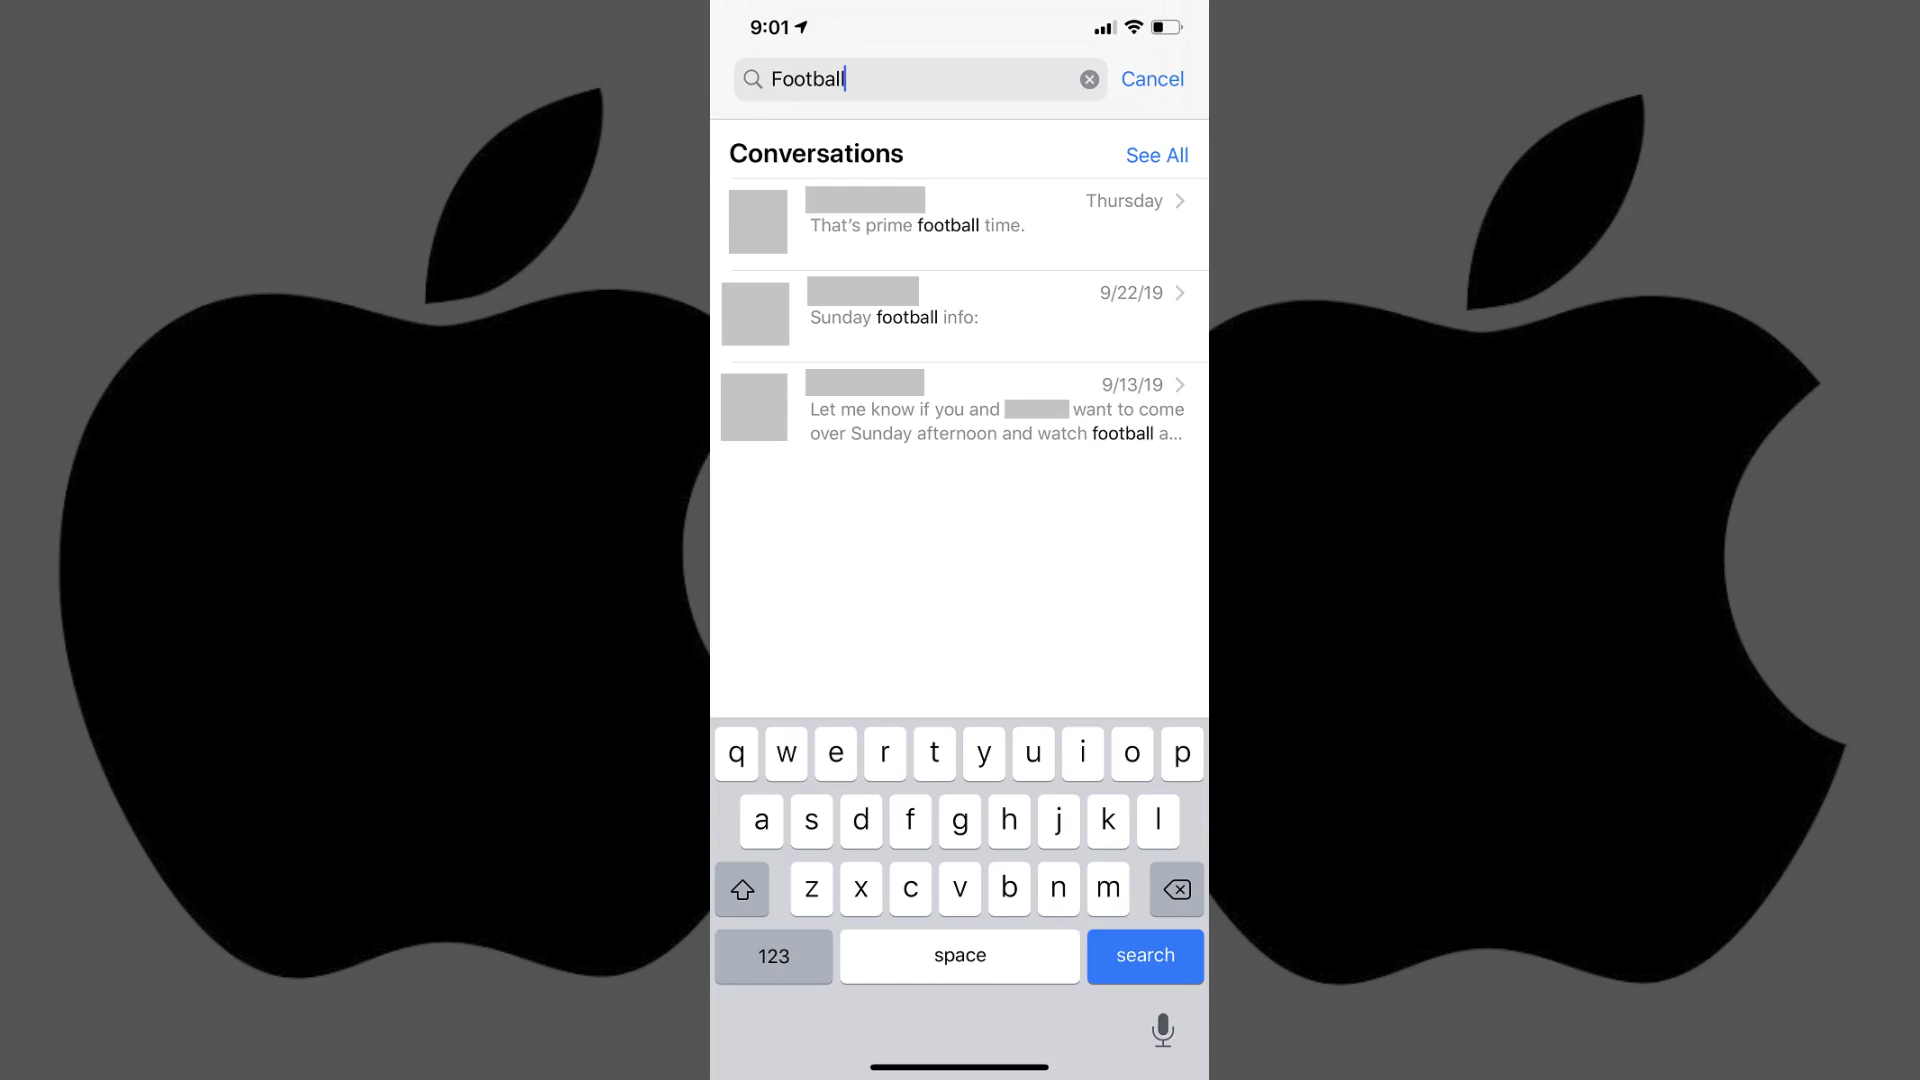 9:01
Football
Cancel
Conversations
See All
Thursday
That’s prime football time.
9/22/19
Sunday football info:
9/13/19
Let me know if you and want to come
over Sunday afternoon and watch football a...
q w e r t y u i o p
a s d f g h j k l
z x c v b n m
123 space search